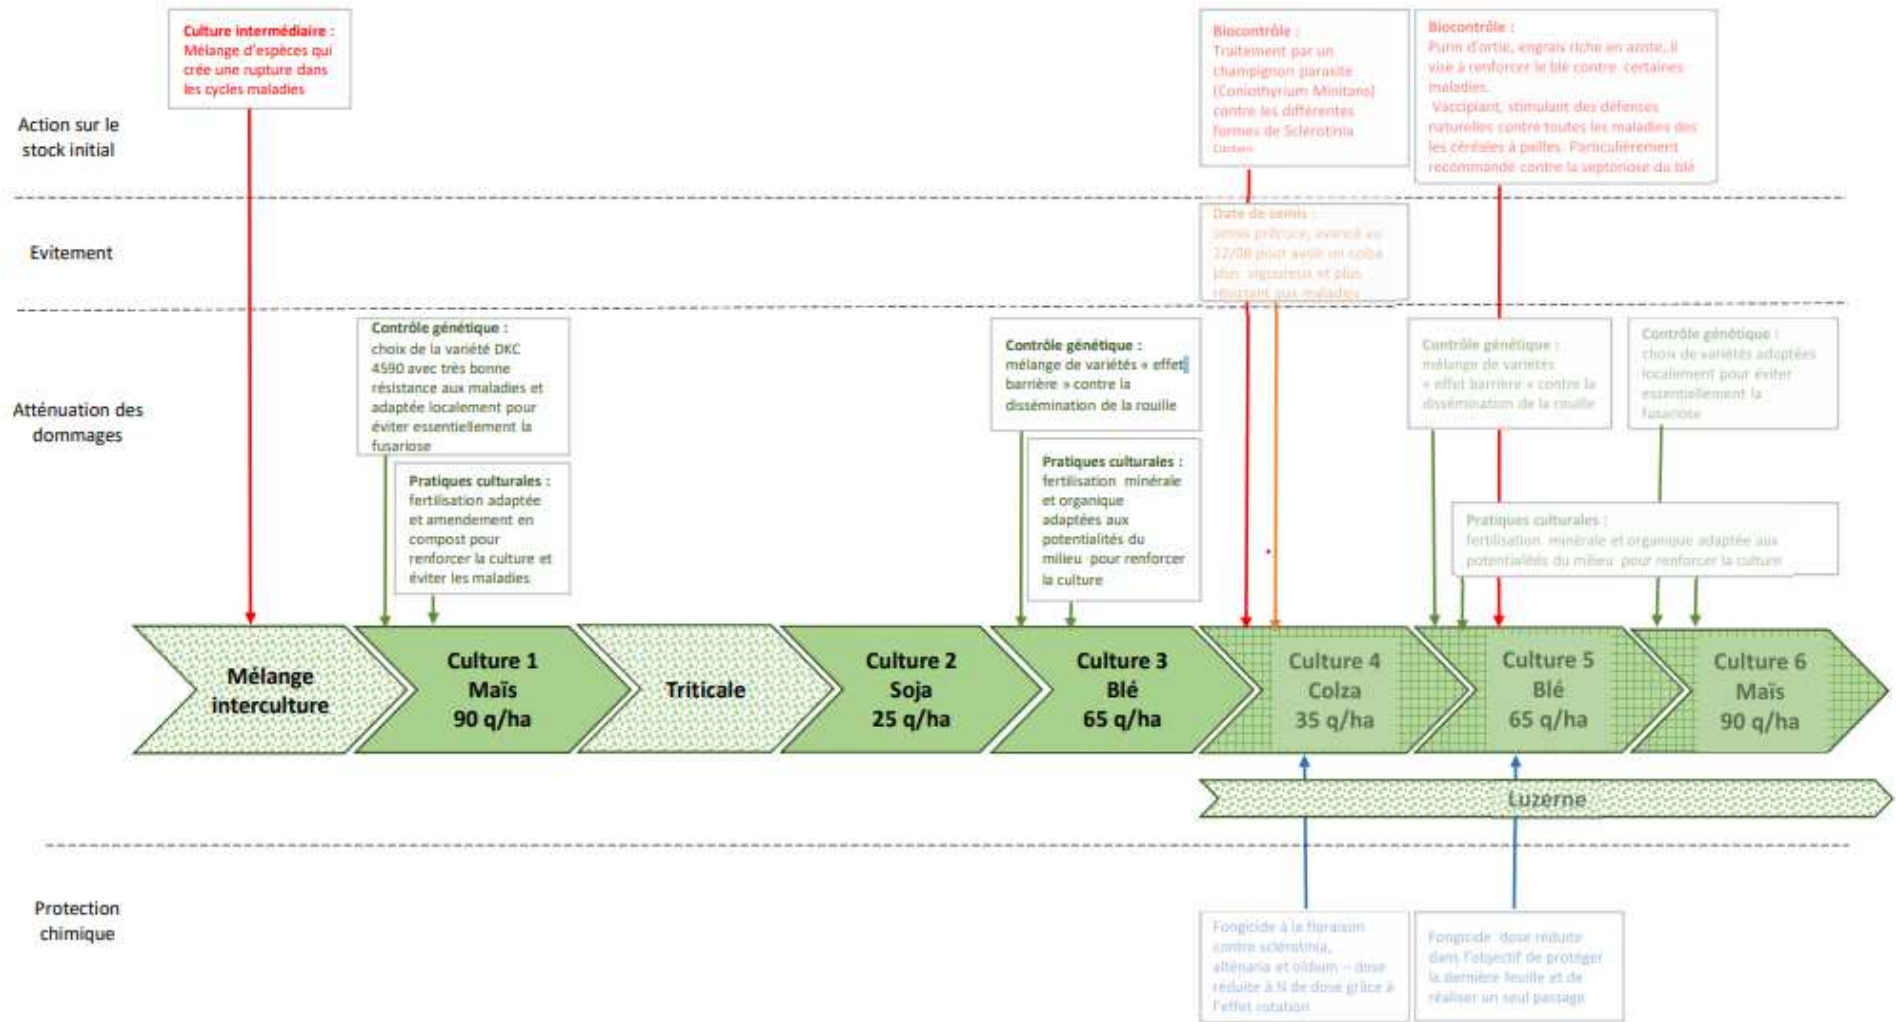 Culture intermédiaire :
Mélange d'espèces qui
crée une rupture dans
les cycles maladies
Biocontrôle :
Traitement par un
champignon parasite
(Coniothyrium Minitans)
contre les différentes
formes de Sclérotinia
Biocontrôle :
Purin d'ortie, engrais riche en azote, il
vise à renforcer le blé contre certaines
maladies.
Vacciplant, stimulant des défenses
naturelles contre toutes les maladies des
les céréales à pailles. Particulièrement
recommandé contre la septoriose du blé
Action sur le
stock initial
Date de semis :
semis précoce, avancé au
22/08 pour avoir un colza
plus vigoureux et plus
résistant aux maladies
Evitement
Contrôle génétique :
choix de la variété DKC
4590 avec très bonne
résistance aux maladies et
adaptée localement pour
éviter essentiellement la
fusariose
Contrôle génétique :
mélange de variétés « effet
barrière » contre la
dissémination de la rouille
Contrôle génétique :
mélange de variétés
« effet barrière » contre la
dissémination de la rouille
Contrôle génétique :
choix de variétés adaptées
localement pour éviter
essentiellement la
fusariose
Atténuation des
dommages
Pratiques culturales :
fertilisation adaptée
et amendement en
compost pour
renforcer la culture et
éviter les maladies
Pratiques culturales :
fertilisation minérale
et organique
adaptées aux
potentialités du
milieu pour renforcer
la culture
Pratiques culturales :
fertilisation minérale et organique adaptée aux
potentialités du milieu pour renforcer la culture
Mélange
interculture
Culture 1
Maïs
90 q/ha
Triticale
Culture 2
Soja
25 q/ha
Culture 3
Blé
65 q/ha
Culture 4
Colza
35 q/ha
Culture 5
Blé
65 q/ha
Culture 6
Maïs
90 q/ha
Luzerne
Protection
chimique
Fongicide à la floraison
contre sclérotinia,
alténaria et oïdium – dose
réduite à de dose grâce à
l'effet rotation
Fongicide dose réduite
dans l'objectif de protéger
la dernière feuille et de
réaliser un seul passage